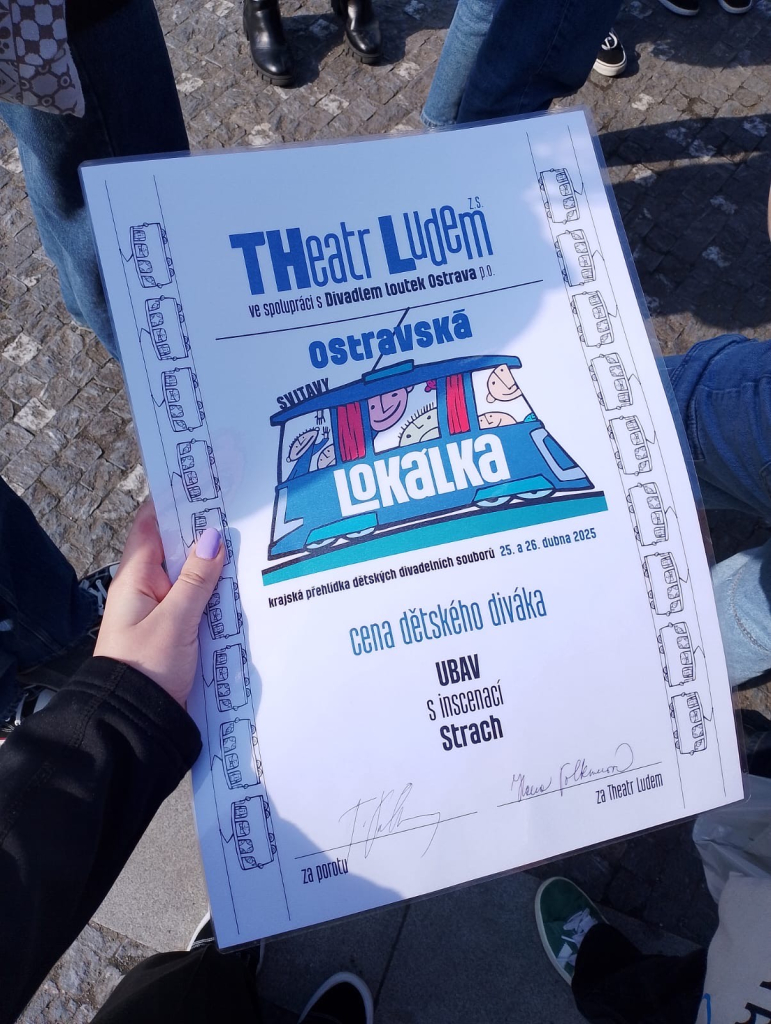 THeatr Ludem z.s.
ve spolupráci s Divadlem loutek Ostrava p.o.
ostravská
SVITAVY
LOKÁLKA
krajská přehlídka dětských divadelních souborů 25. a 26. dubna 2025
cena dětského diváka
UBAV
s inscenací
Strach
za porotu
za Theatr Ludem